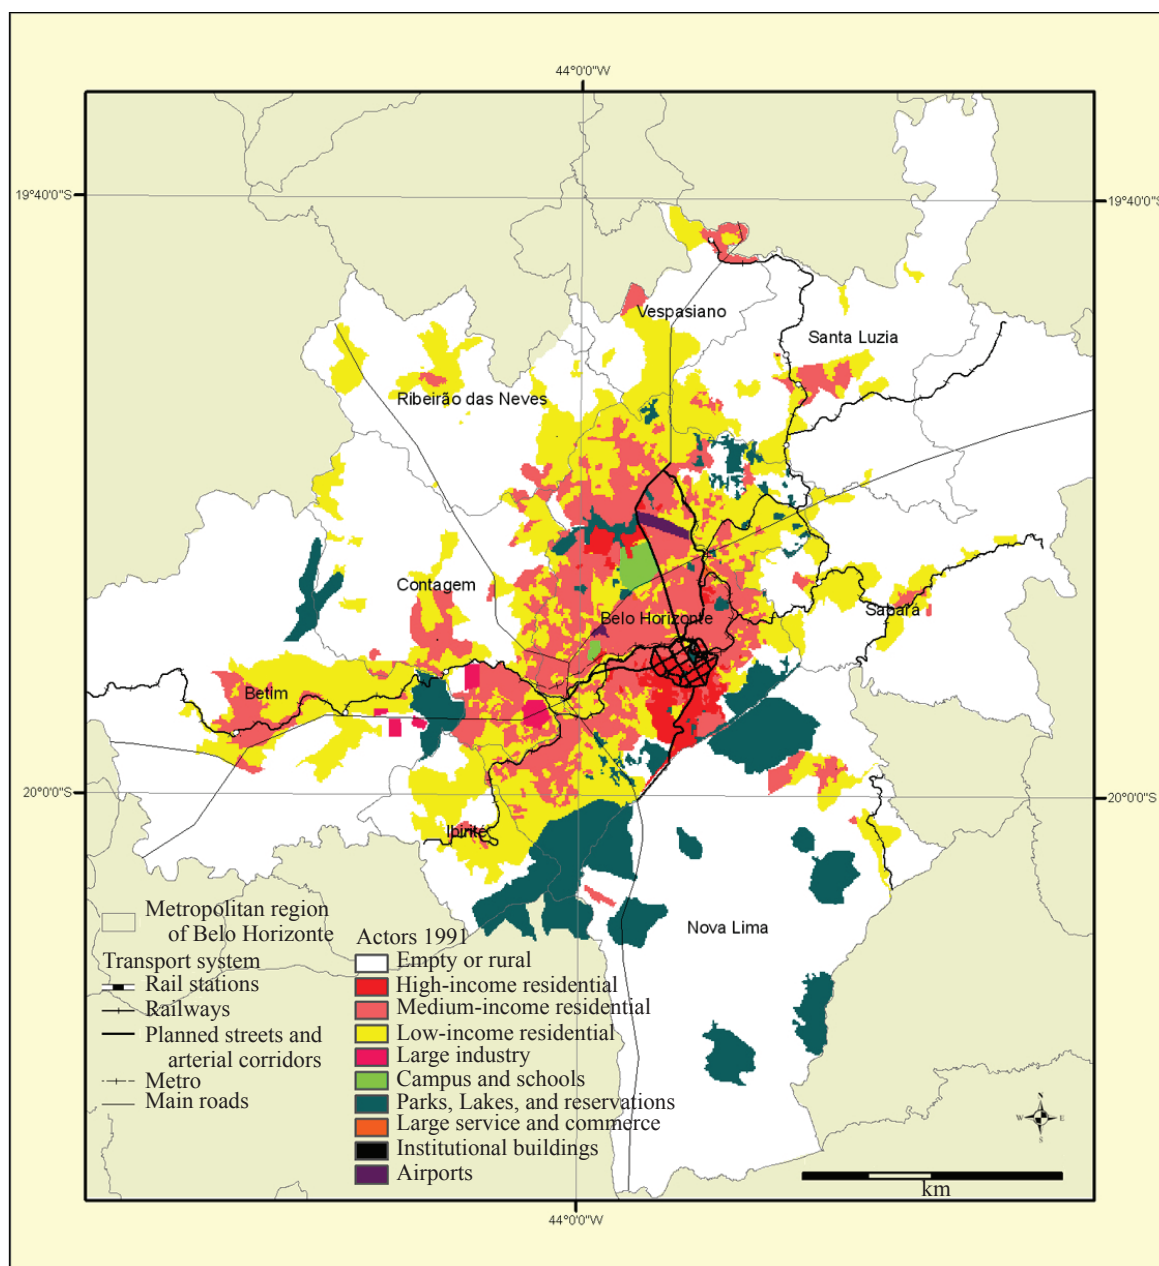 44°0'0"W
19°40'0"S
19°40'0"S
Vespasiano
Santa Luzia
Ribeirão das Neves
Contagem
Belo Horizonte
Sabará
Betim
20°0'0"S
20°0'0"S
Ibirité
Nova Lima
Metropolitan region
of Belo Horizonte
Transport system
Rail stations
Railways
Planned streets and
arterial corridors
Metro
Main roads
Actors 1991
Empty or rural
High-income residential
Medium-income residential
Low-income residential
Large industry
Campus and schools
Parks, Lakes, and reservations
Large service and commerce
Institutional buildings
Airports
N
W E
S
km
44°0'0"W